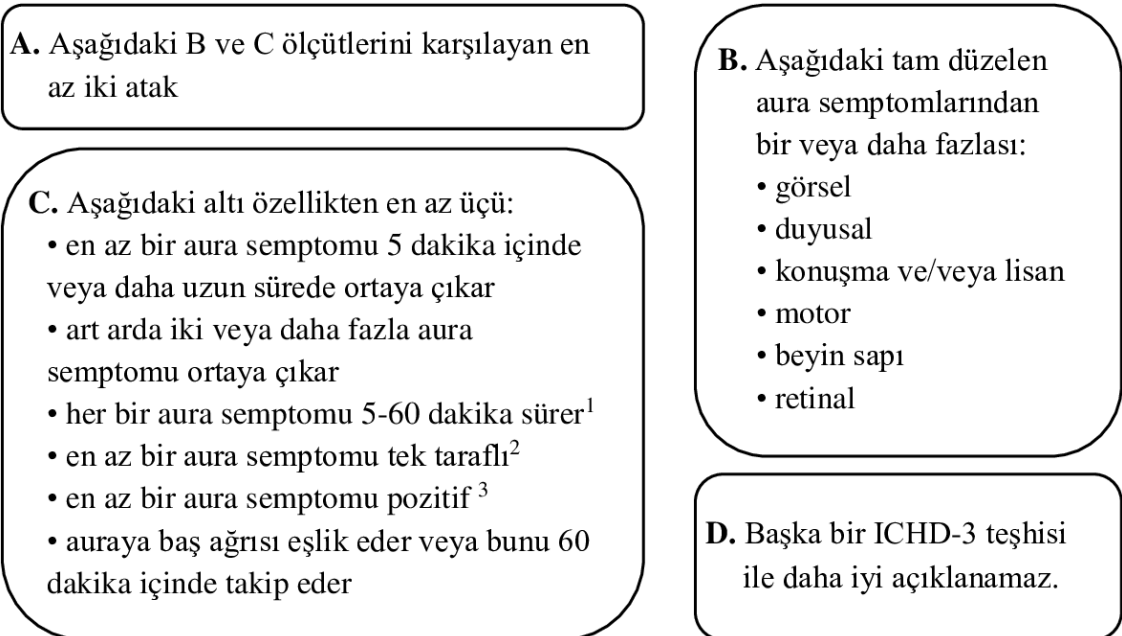 A. Aşağıdaki B ve C ölçütlerini karşılayan en
az iki atak
B. Aşağıdaki tam düzelen
aura semptomlarından
bir veya daha fazlası:
• görsel
• duyusal
• konuşma ve/veya lisan
• motor
• beyin sapı
• retinal
C. Aşağıdaki altı özellikten en az üçü:
• en az bir aura semptomu 5 dakika içinde
veya daha uzun sürede ortaya çıkar
• art arda iki veya daha fazla aura
semptomu ortaya çıkar
• her bir aura semptomu 5-60 dakika sürer¹
• en az bir aura semptomu tek taraflı²
• en az bir aura semptomu pozitif ³
• auraya baş ağrısı eşlik eder veya bunu 60
dakika içinde takip eder
D. Başka bir ICHD-3 teşhisi
ile daha iyi açıklanamaz.